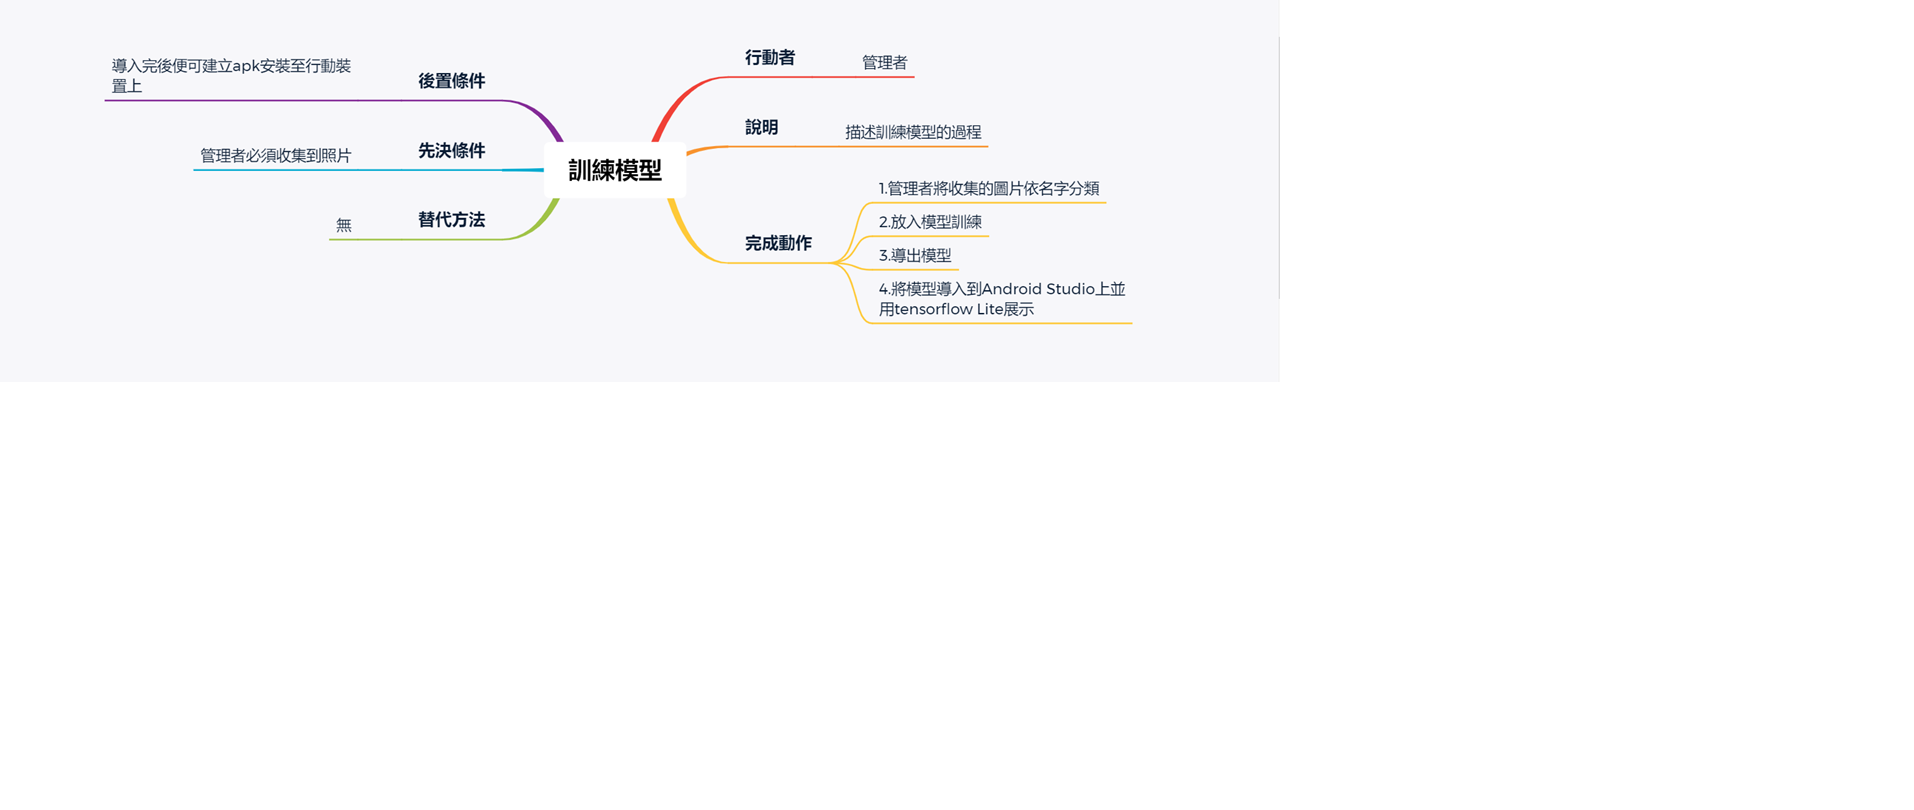 訓練模型
行動者
管理者
說明
描述訓練模型的過程
完成動作
1.管理者將收集的圖片依名字分類
2.放入模型訓練
3.導出模型
4.將模型導入到Android Studio上並
用tensorflow Lite展示
後置條件
導入完後便可建立apk安裝至行動裝
置上
先決條件
管理者必須收集到照片
替代方法
無